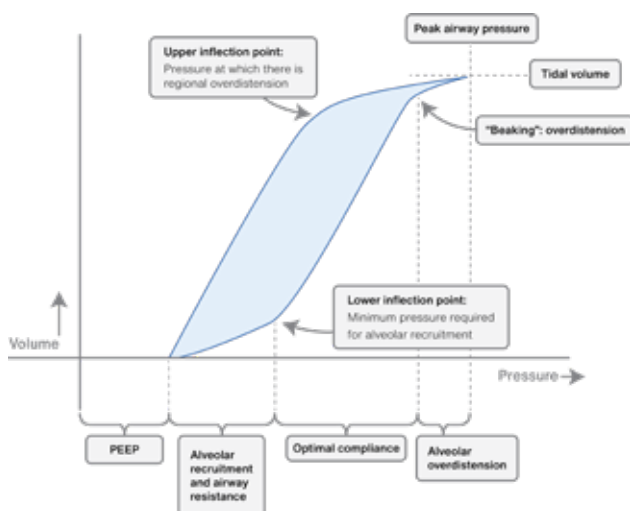 Peak airway pressure
Upper inflection point:
Pressure at which there is
regional overdistension
Tidal volume
"Beaking": overdistension
Lower inflection point:
Minimum pressure required
for alveolar recruitment
Volume
Pressure
PEEP
Alveolar
recruitment
and airway
resistance
Optimal compliance
Alveolar
overdistension